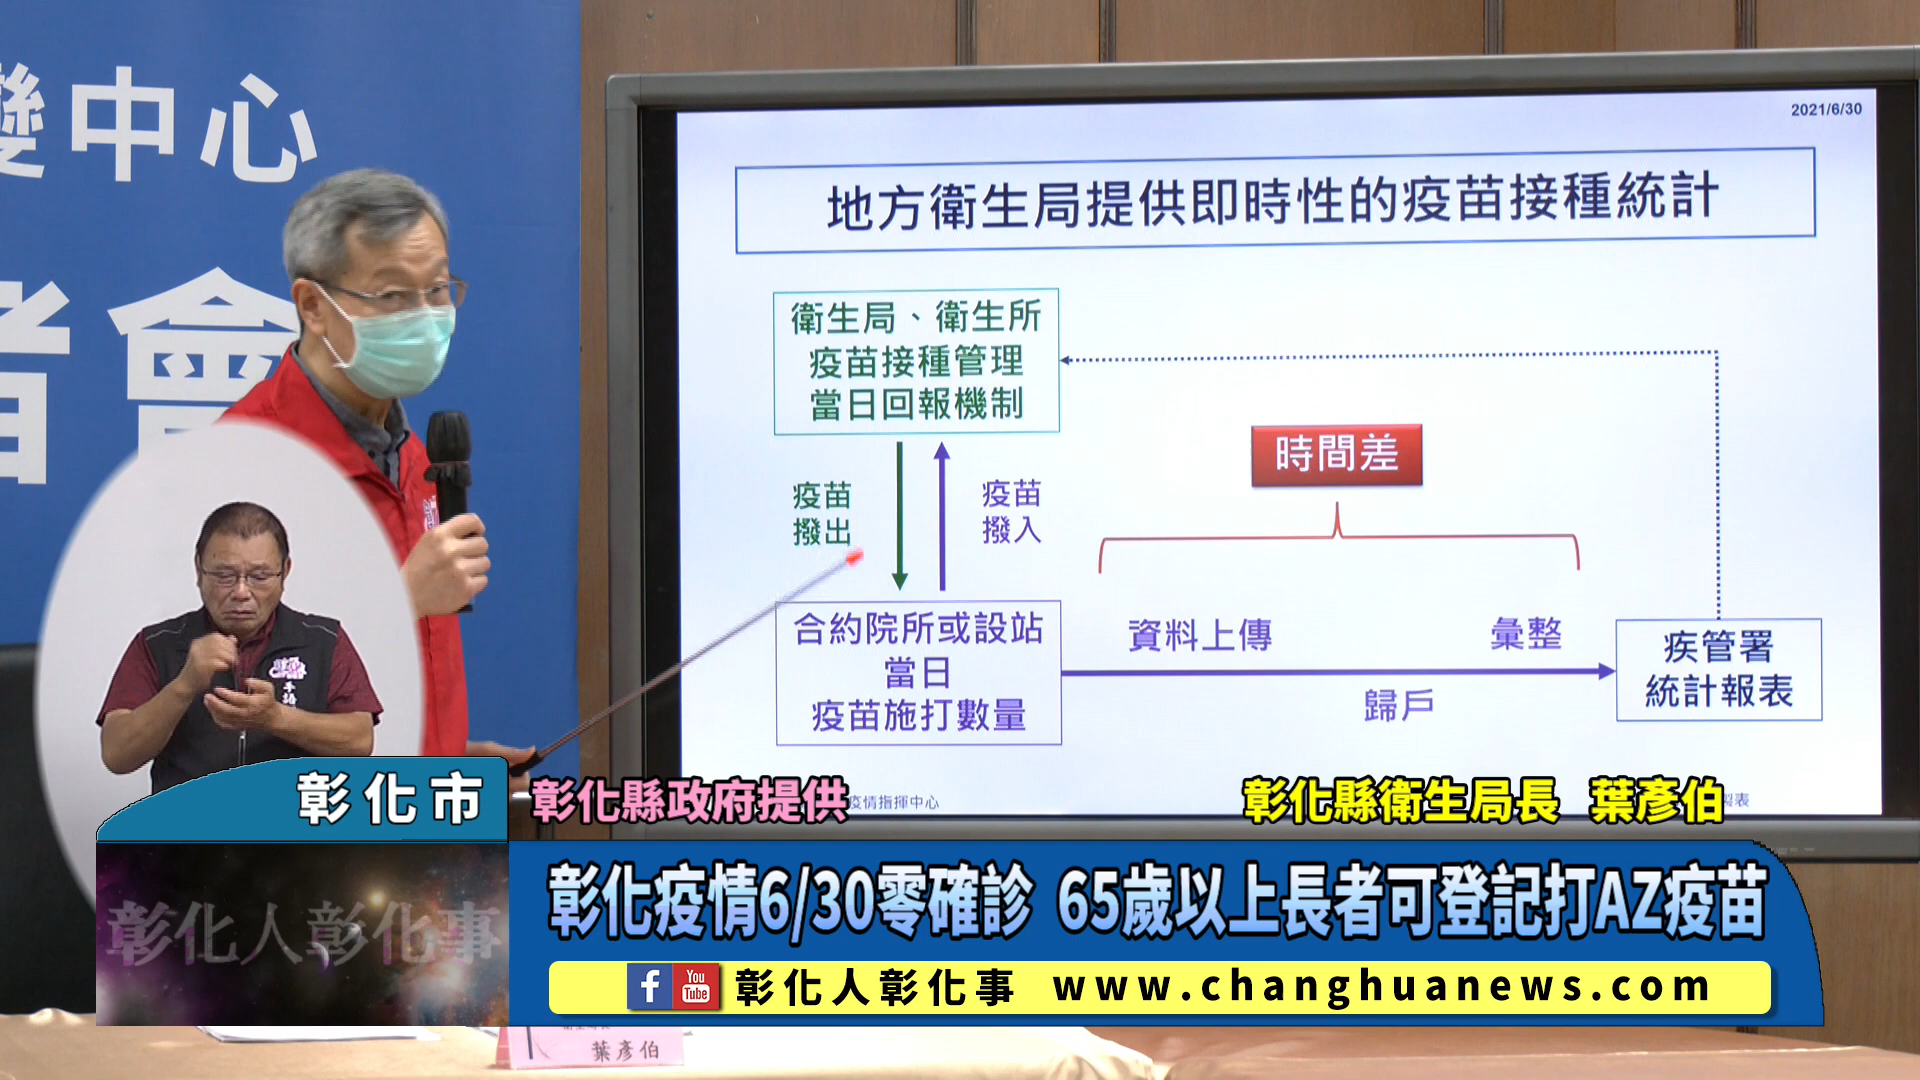 變中心
者會
2021/6/30
地方衛生局提供即時性的疫苗接種統計
衛生局、衛生所
疫苗接種管理
當日回報機制
時間差
疫苗
撥出
疫苗
撥入
合約院所或設站
當日
疫苗施打數量
資料上傳
彙整
歸戶
疾管署
統計報表
疫情指揮中心
製表
手語
彰化市
彰化縣政府提供
彰化縣衛生局長 葉彥伯
彰化疫情6/30零確診 65歲以上長者可登記打AZ疫苗
彰化人彰化事
f You Tube 彰化人彰化事 www.changhuanews.com
葉彥伯